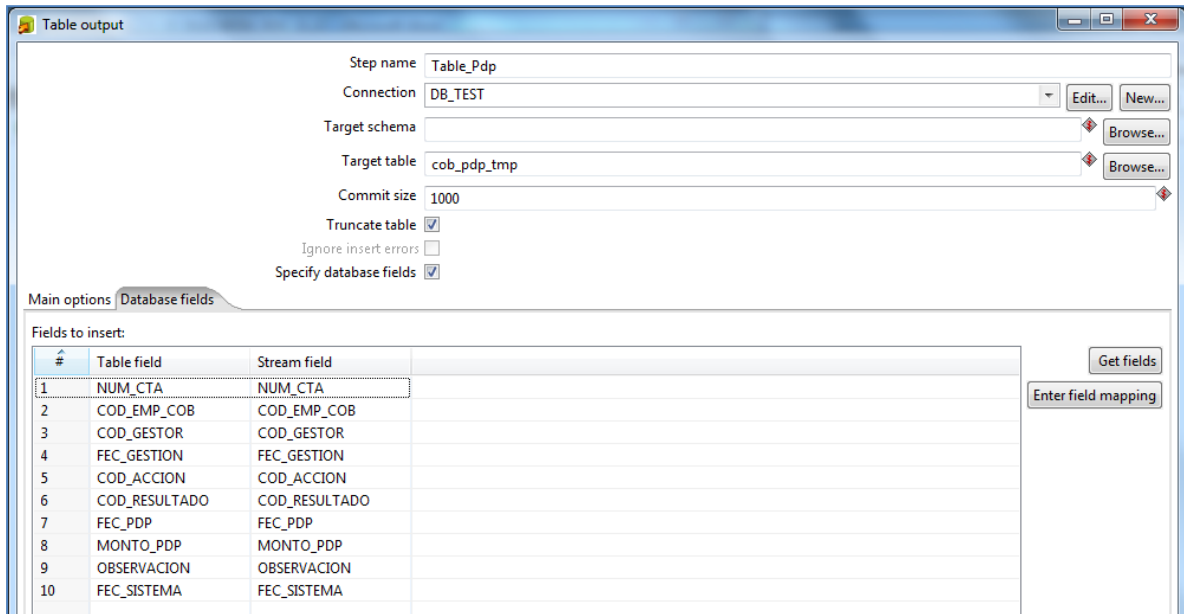 Table output
Step name Table_Pdp
Connection DB_TEST Edit... New...
Target schema Browse...
Target table cob_pdp_tmp Browse...
Commit size 1000
Truncate table
Ignore insert errors
Specify database fields
Main options Database fields
Fields to insert:
# Table field Stream field Get fields
1 NUM_CTA NUM_CTA Enter field mapping
2 COD_EMP_COB COD_EMP_COB
3 COD_GESTOR COD_GESTOR
4 FEC_GESTION FEC_GESTION
5 COD_ACCION COD_ACCION
6 COD_RESULTADO COD_RESULTADO
7 FEC_PDP FEC_PDP
8 MONTO_PDP MONTO_PDP
9 OBSERVACION OBSERVACION
10 FEC_SISTEMA FEC_SISTEMA